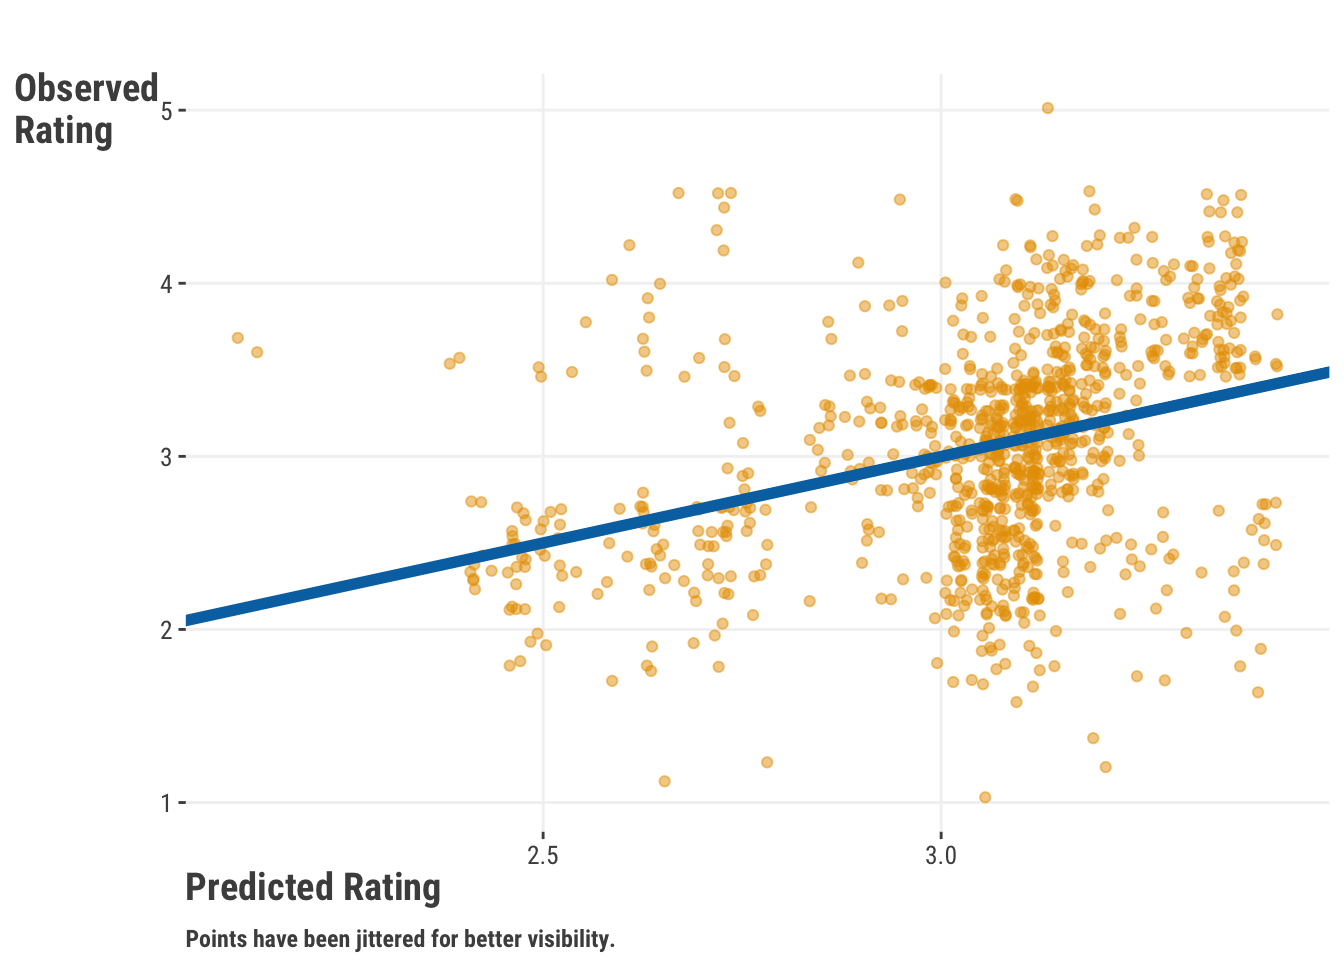 Observed
Rating
5
4
3
2
1
2.5
3.0
Predicted Rating
Points have been jittered for better visibility.